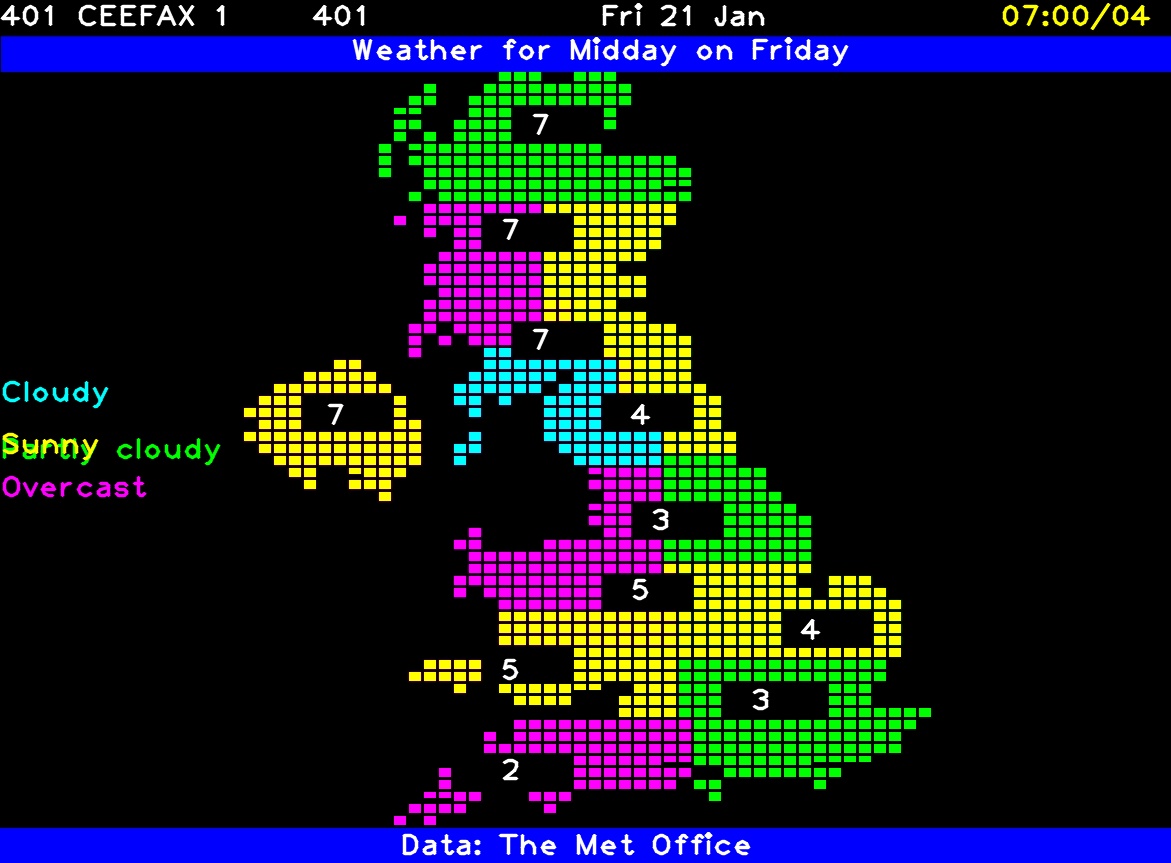 401 CEEFAX 1 401 Fri 21 Jan 07:00/04
Weather for Midday on Friday
7
7
7
Cloudy
7 4
Sunny
Partly cloudy
Overcast
3
5
4
5
3
2
Data: The Met Office